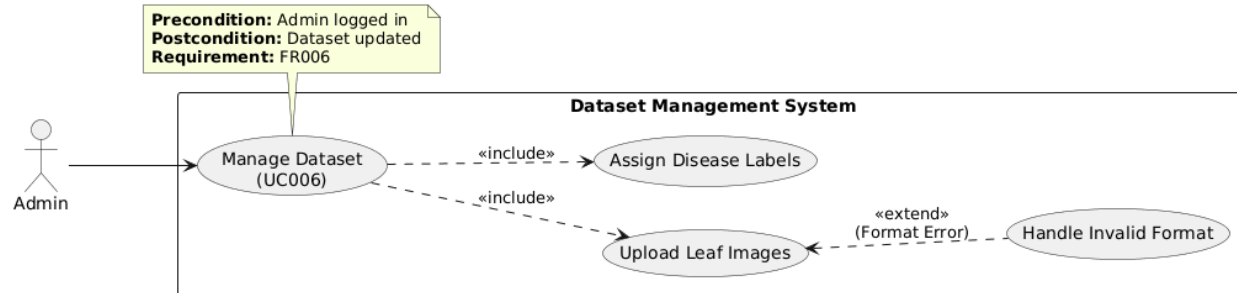 Precondition: Admin logged in
Postcondition: Dataset updated
Requirement: FR006
Dataset Management System
Admin
Manage Dataset
(UC006)
«include»
Assign Disease Labels
«include»
Upload Leaf Images
«extend»
(Format Error)
Handle Invalid Format